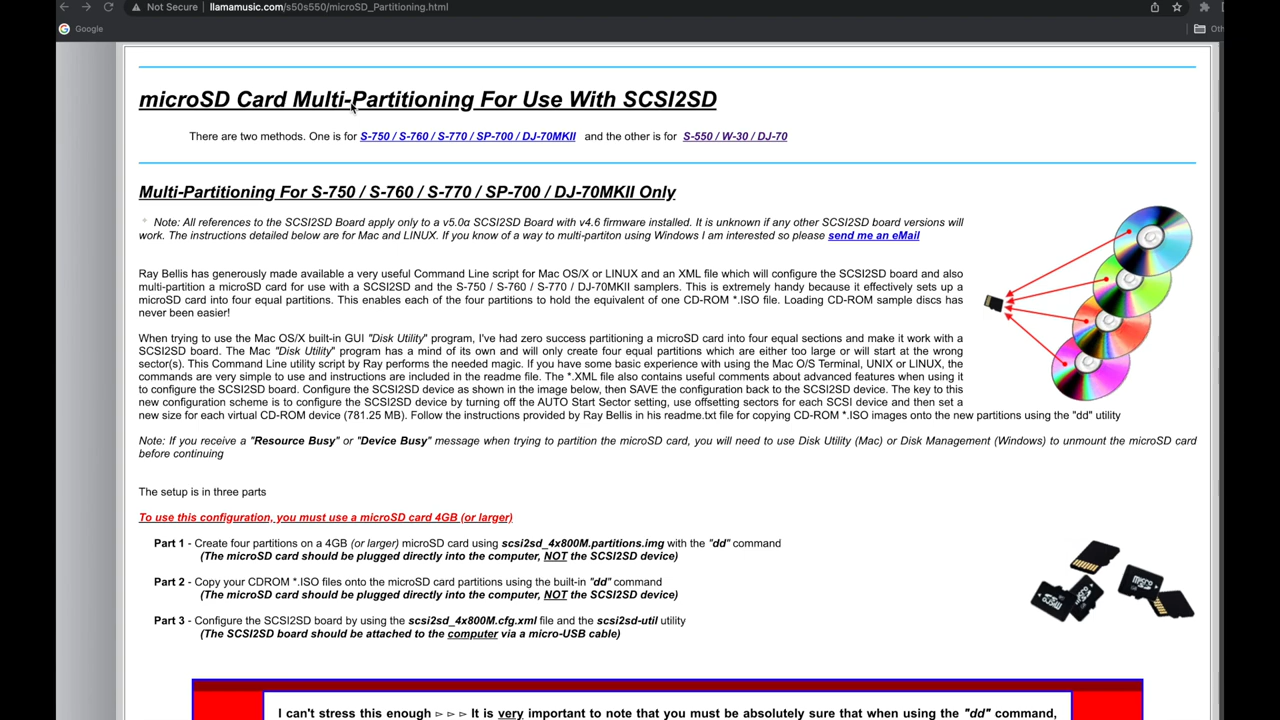 Not Secure | llamamusic.com/s50s550/microSD_Partitioning.html
Google
microSD Card Multi-Partitioning For Use With SCSI2SD
There are two methods. One is for S-750 / S-760 / S-770 / SP-700 / DJ-70MKII and the other is for S-550 / W-30 / DJ-70
Multi-Partitioning For S-750 / S-760 / S-770 / SP-700 / DJ-70MKII Only
Note: All references to the SCSI2SD Board apply only to a v5.0α SCSI2SD Board with v4.6 firmware installed. It is unknown if any other SCSI2SD board versions will
work. The instructions detailed below are for Mac and LINUX. If you know of a way to multi-partiton using Windows I am interested so please send me an eMail
Ray Bellis has generously made available a very useful Command Line script for Mac OS/X or LINUX and an XML file which will configure the SCSI2SD board and also
multi-partition a microSD card for use with a SCSI2SD and the S-750 / S-760 / S-770 / DJ-70MKII samplers. This is extremely handy because it effectively sets up a
microSD card into four equal partitions. This enables each of the four partitions to hold the equivalent of one CD-ROM *.ISO file. Loading CD-ROM sample discs has
never been easier!
When trying to use the Mac OS/X built-in GUI "Disk Utility" program, I've had zero success partitioning a microSD card into four equal sections and make it work with a
SCSI2SD board. The Mac "Disk Utility" program has a mind of its own and will only create four equal partitions which are either too large or will start at the wrong
sector(s). This Command Line utility script by Ray performs the needed magic. If you have some basic experience with using the Mac O/S Terminal, UNIX or LINUX, the
commands are very simple to use and instructions are included in the readme file. The *.XML file also contains useful comments about advanced features when using it
to configure the SCSI2SD board. Configure the SCSI2SD device as shown in the image below, then SAVE the configuration back to the SCSI2SD device. The key to this
new configuration scheme is to configure the SCSI2SD device by turning off the AUTO Start Sector setting, use offsetting sectors for each SCSI device and then set a
new size for each virtual CD-ROM device (781.25 MB). Follow the instructions provided by Ray Bellis in his readme.txt file for copying CD-ROM *.ISO images onto the new partitions using the "dd" utility
Note: If you receive a "Resource Busy" or "Device Busy" message when trying to partition the microSD card, you will need to use Disk Utility (Mac) or Disk Management (Windows) to unmount the microSD card
before continuing
The setup is in three parts
To use this configuration, you must use a microSD card 4GB (or larger)
Part 1 - Create four partitions on a 4GB (or larger) microSD card using scsi2sd_4x800M.partitions.img with the "dd" command
(The microSD card should be plugged directly into the computer, NOT the SCSI2SD device)
Part 2 - Copy your CDROM *.ISO files onto the microSD card partitions using the built-in "dd" command
(The microSD card should be plugged directly into the computer, NOT the SCSI2SD device)
Part 3 - Configure the SCSI2SD board by using the scsi2sd_4x800M.cfg.xml file and the scsi2sd-util utility
(The SCSI2SD board should be attached to the computer via a micro-USB cable)
I can't stress this enough ▻ ▻ ▻ It is very important to note that you must be absolutely sure that when using the "dd" command,